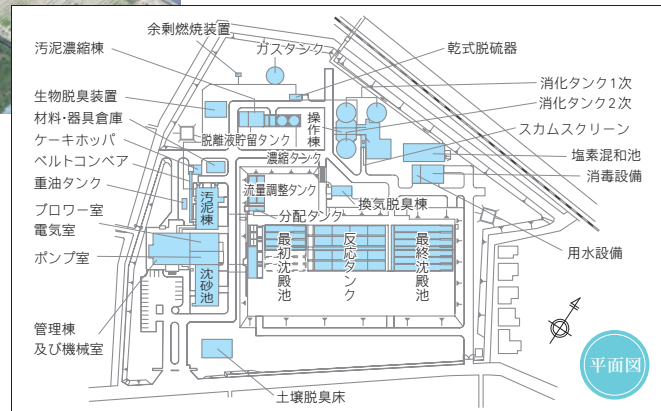 余剰燃焼装置
汚泥濃縮棟
ガスタンク
乾式脱硫器
生物脱臭装置
材料・器具倉庫
ケーキホッパ
ベルトコンベア
重油タンク
ブロワー室
電気室
ポンプ室
管理棟
及び機械室
脱離液貯留タンク
操作棟
濃縮タンク
流量調整タンク
汚泥棟
分配タンク
換気脱臭棟
最初沈殿池
反応タンク
最終沈殿池
沈砂池
土壌脱臭床
消化タンク1次
消化タンク2次
スカムスクリーン
塩素混和池
消毒設備
用水設備
平面図